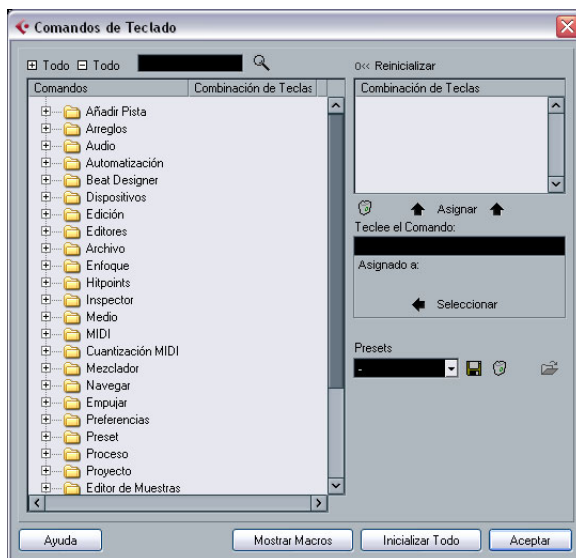 Comandos de Teclado
Todo Todo
Comandos Combinación de Teclas
Añadir Pista
Arreglos
Audio
Automatización
Beat Designer
Dispositivos
Edición
Editores
Archivo
Enfoque
Hitpoints
Inspector
Medio
MIDI
Cuantización MIDI
Mezclador
Navegar
Empujar
Preferencias
Preset
Proceso
Proyecto
Editor de Muestras
Reinicializar
Combinación de Teclas
Asignar
Teclee el Comando:
Asignado a:
Seleccionar
Presets
-
Ayuda
Mostrar Macros
Inicializar Todo
Aceptar